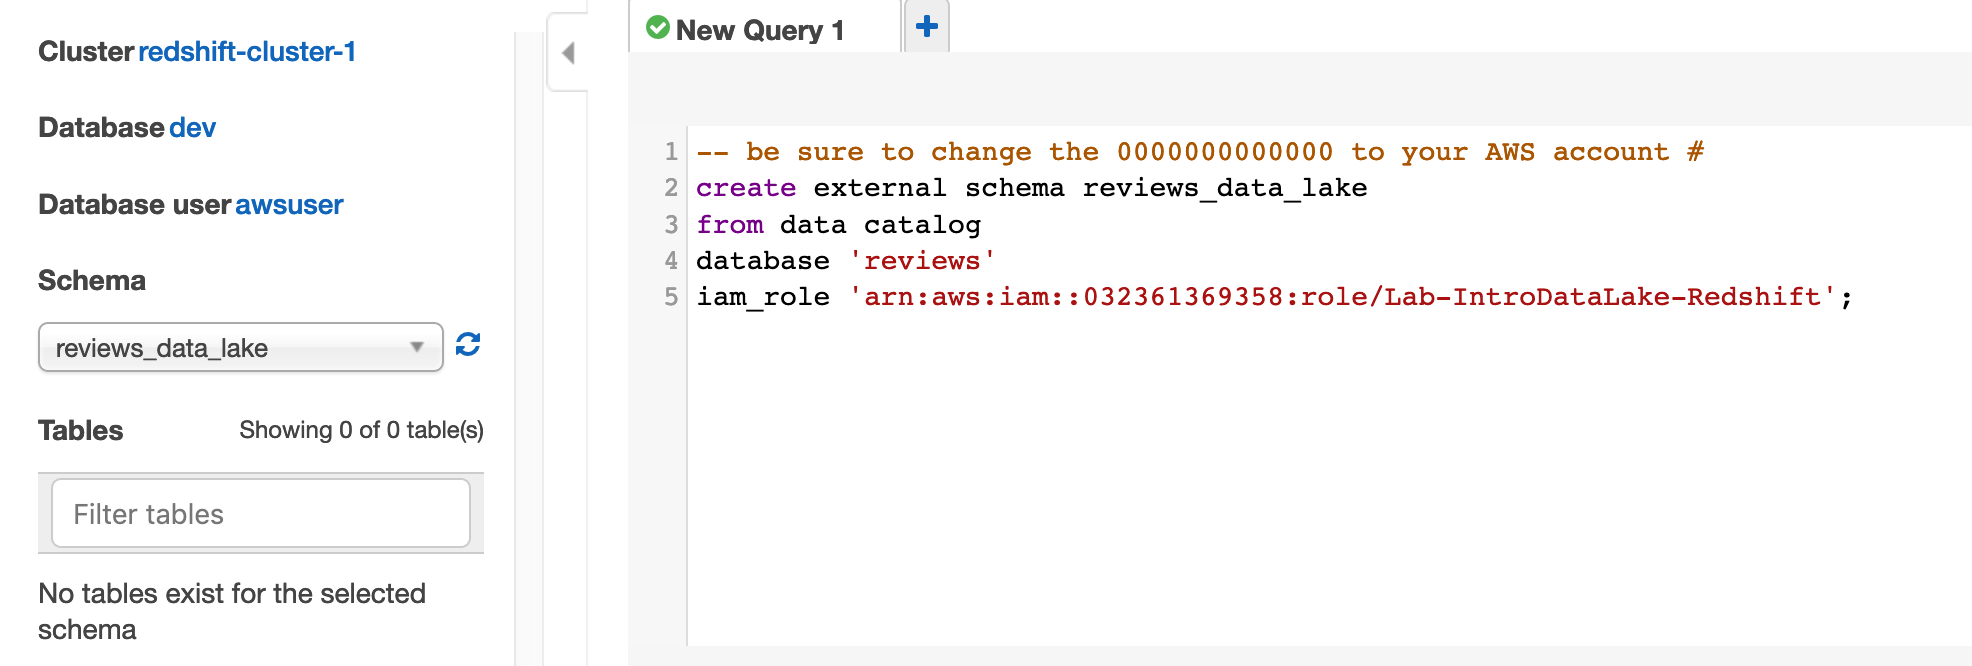 Cluster redshift-cluster-1
Database dev
Database user awsuser
Schema
reviews_data_lake
Tables Showing 0 of 0 table(s)
Filter tables
No tables exist for the selected
schema
New Query 1
1 -- be sure to change the 0000000000000 to your AWS account #
2 create external schema reviews_data_lake
3 from data catalog
4 database 'reviews'
5 iam_role 'arn:aws:iam::032361369358:role/Lab-IntroDataLake-Redshift';